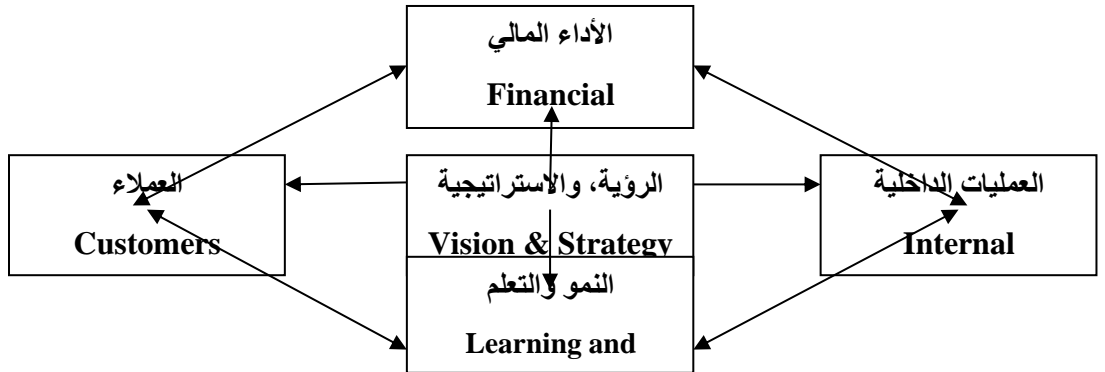 الأداء المالي
Financial
العملاء
Customers
الرؤية، والاستراتيجية
Vision & Strategy
العمليات الداخلية
Internal
النمو والتعلم
Learning and